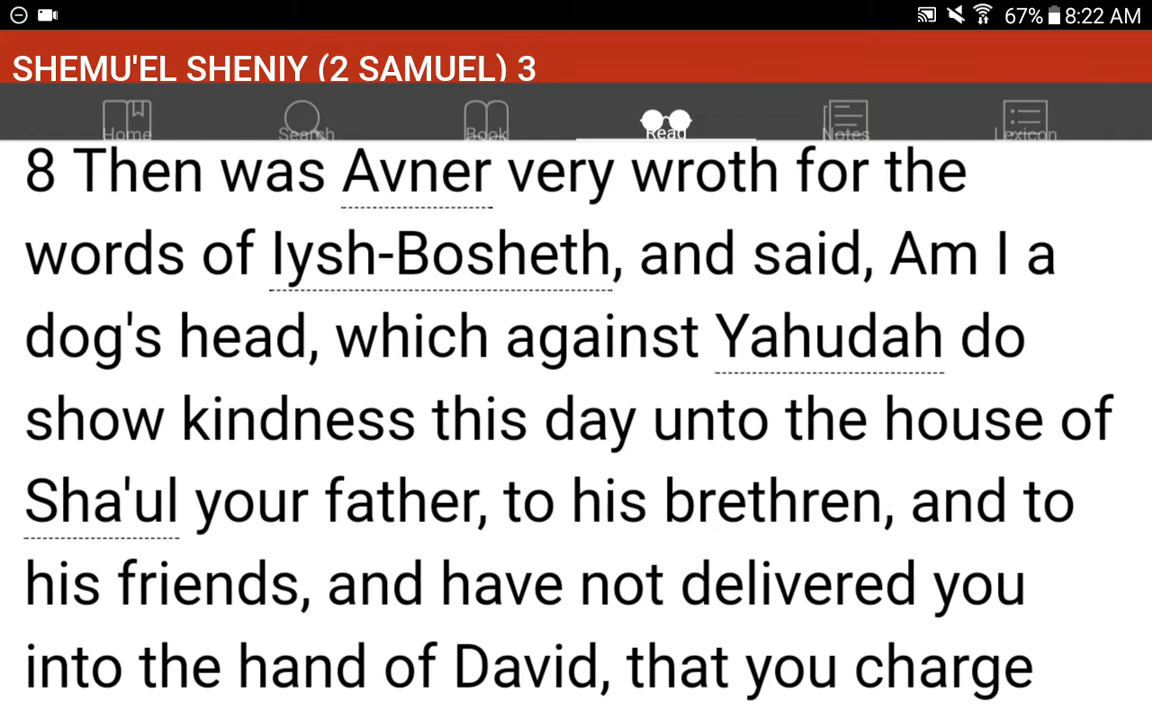 67% 8:22 AM
SHEMU'EL SHENIY (2 SAMUEL) 3
Home Search Book Read Notes Lexicon
8 Then was Avner very wroth for the
words of Iysh-Bosheth, and said, Am I a
dog's head, which against Yahudah do
show kindness this day unto the house of
Sha'ul your father, to his brethren, and to
his friends, and have not delivered you
into the hand of David, that you charge